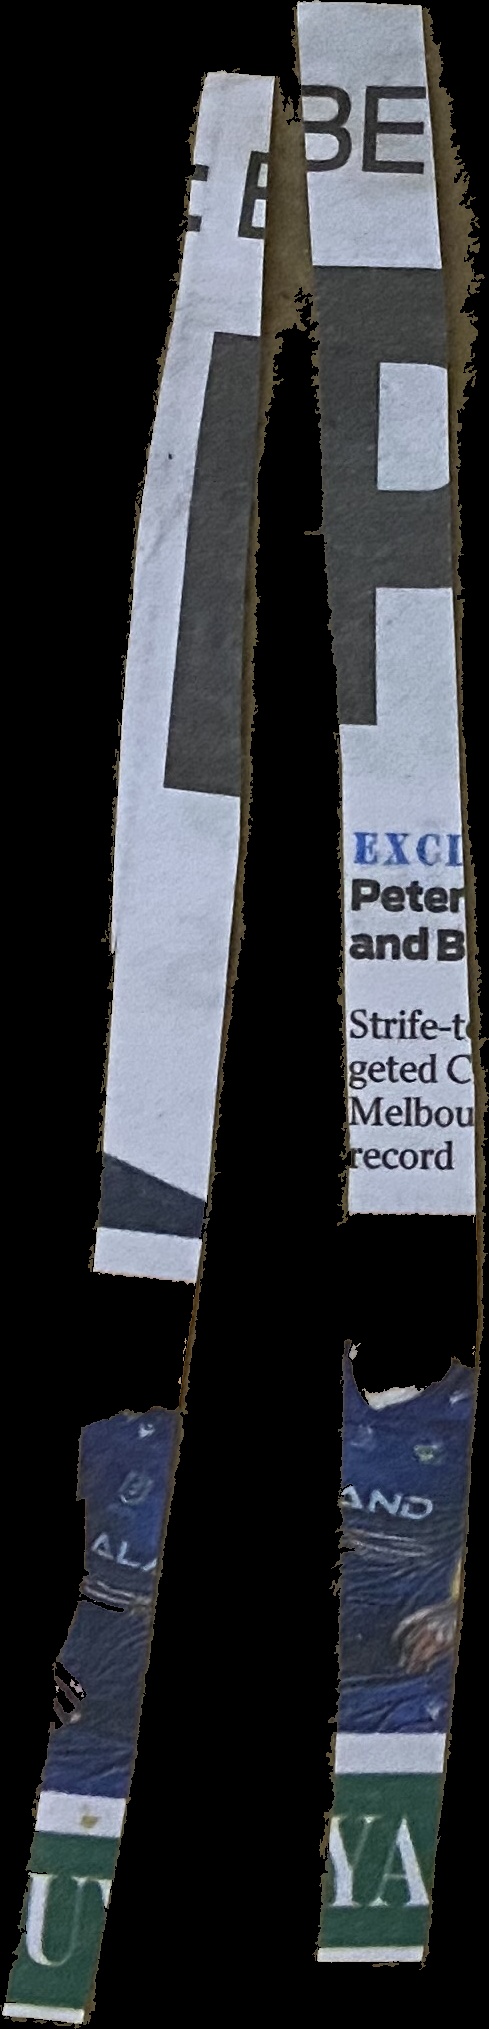 BE
EXCL
Peter
and B
Strife-t
geted C
Melbou
record
ALA
AND
U
YA